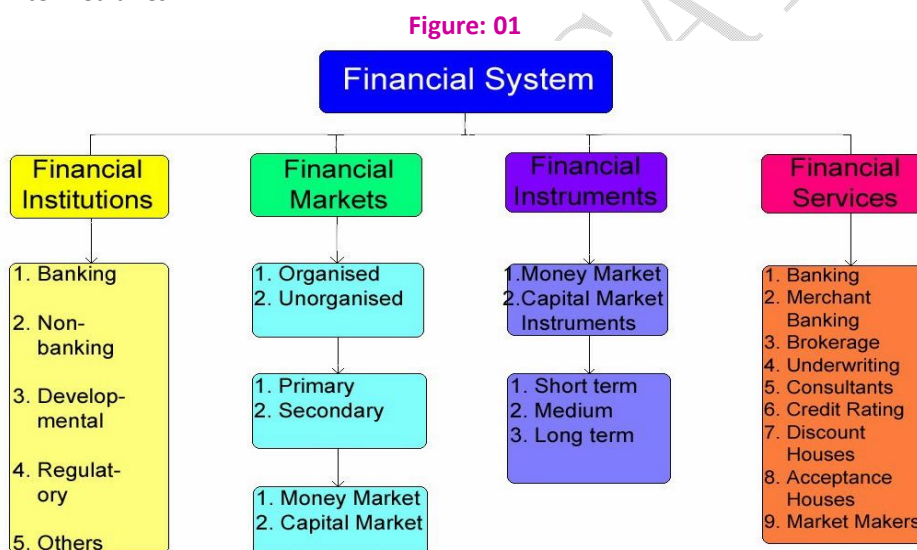 Figure: 01
Financial System
Financial
Institutions
Financial
Markets
Financial
Instruments
Financial
Services
1. Banking
2. Non-
banking
3. Develop-
mental
4. Regulat-
ory
5. Others
1. Organised
2. Unorganised
1. Primary
2. Secondary
1. Money Market
2. Capital Market
1.Money Market
2.Capital Market
Instruments
1. Short term
2. Medium
3. Long term
1. Banking
2. Merchant
Banking
3. Brokerage
4. Underwriting
5. Consultants
6. Credit Rating
7. Discount
Houses
8. Acceptance
Houses
9. Market Makers